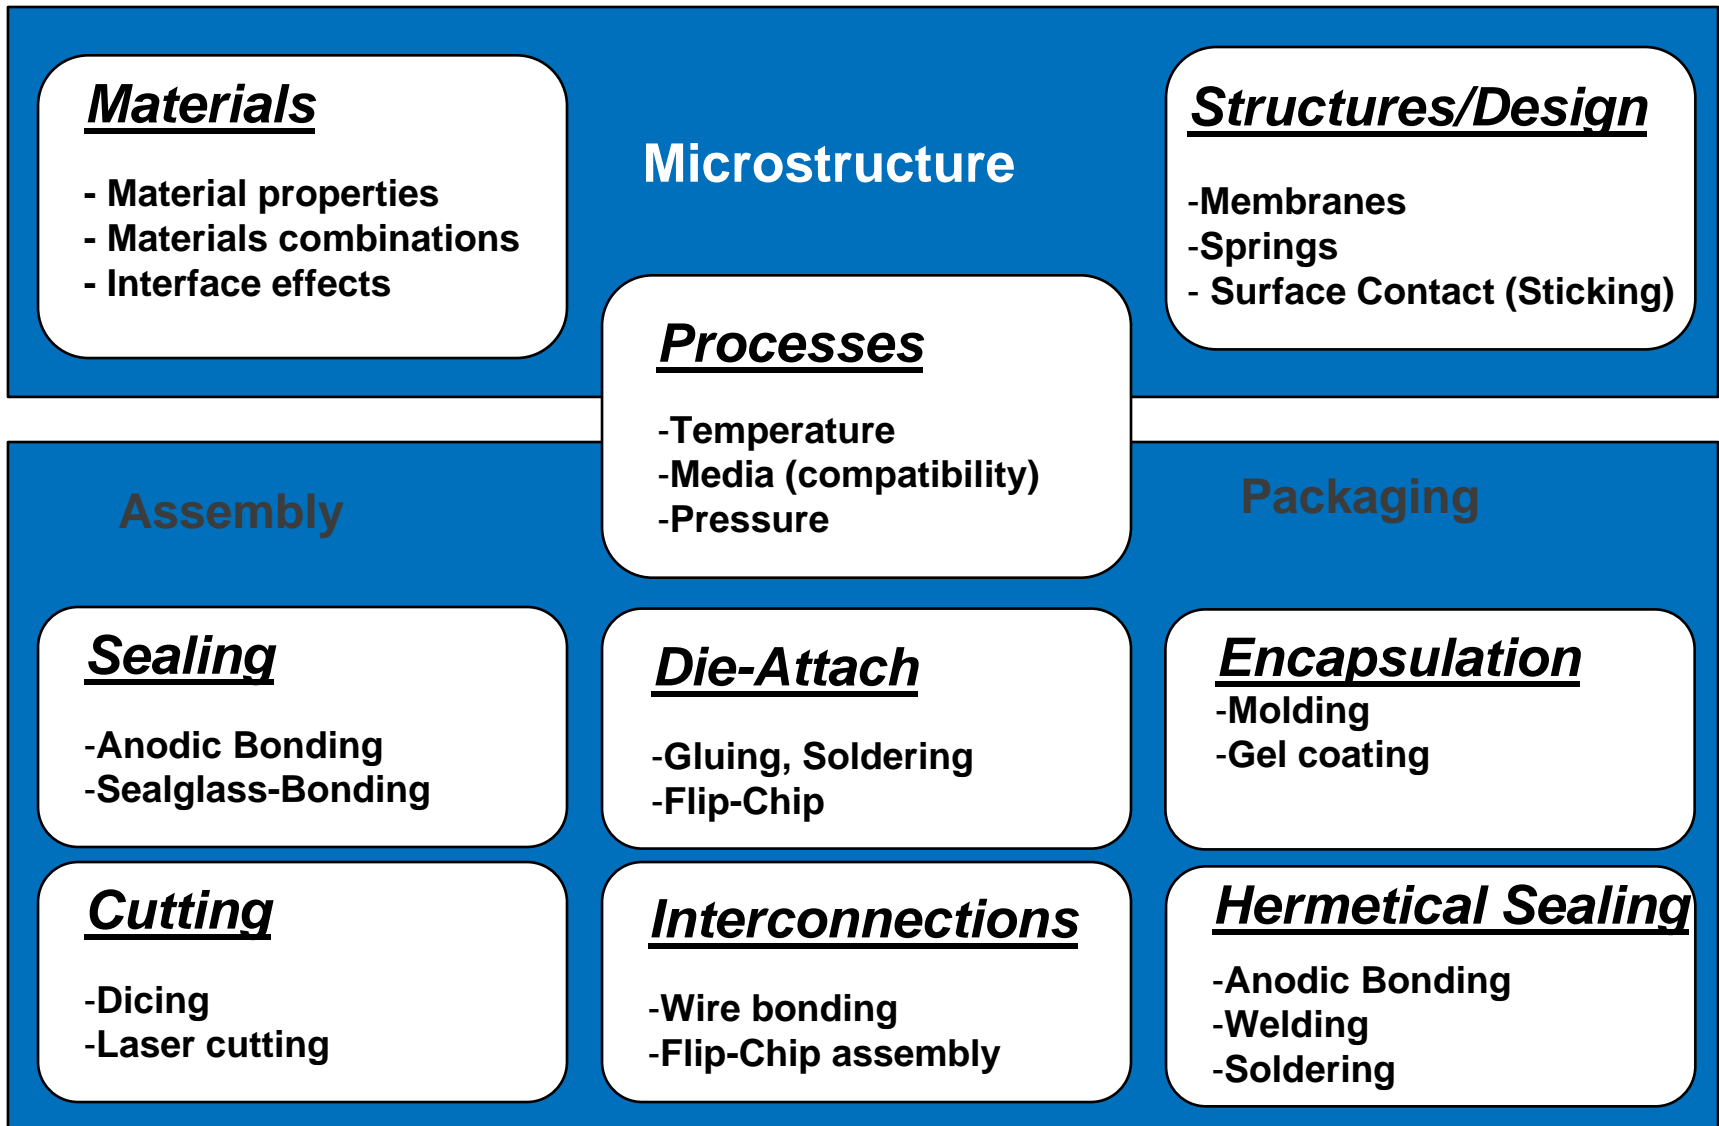 Materials
- Material properties
- Materials combinations
- Interface effects
Microstructure
Structures/Design
-Membranes
-Springs
- Surface Contact (Sticking)
Processes
-Temperature
-Media (compatibility)
-Pressure
Assembly
Packaging
Sealing
-Anodic Bonding
-Sealglass-Bonding
Die-Attach
-Gluing, Soldering
-Flip-Chip
Encapsulation
-Molding
-Gel coating
Cutting
-Dicing
-Laser cutting
Interconnections
-Wire bonding
-Flip-Chip assembly
Hermetical Sealing
-Anodic Bonding
-Welding
-Soldering